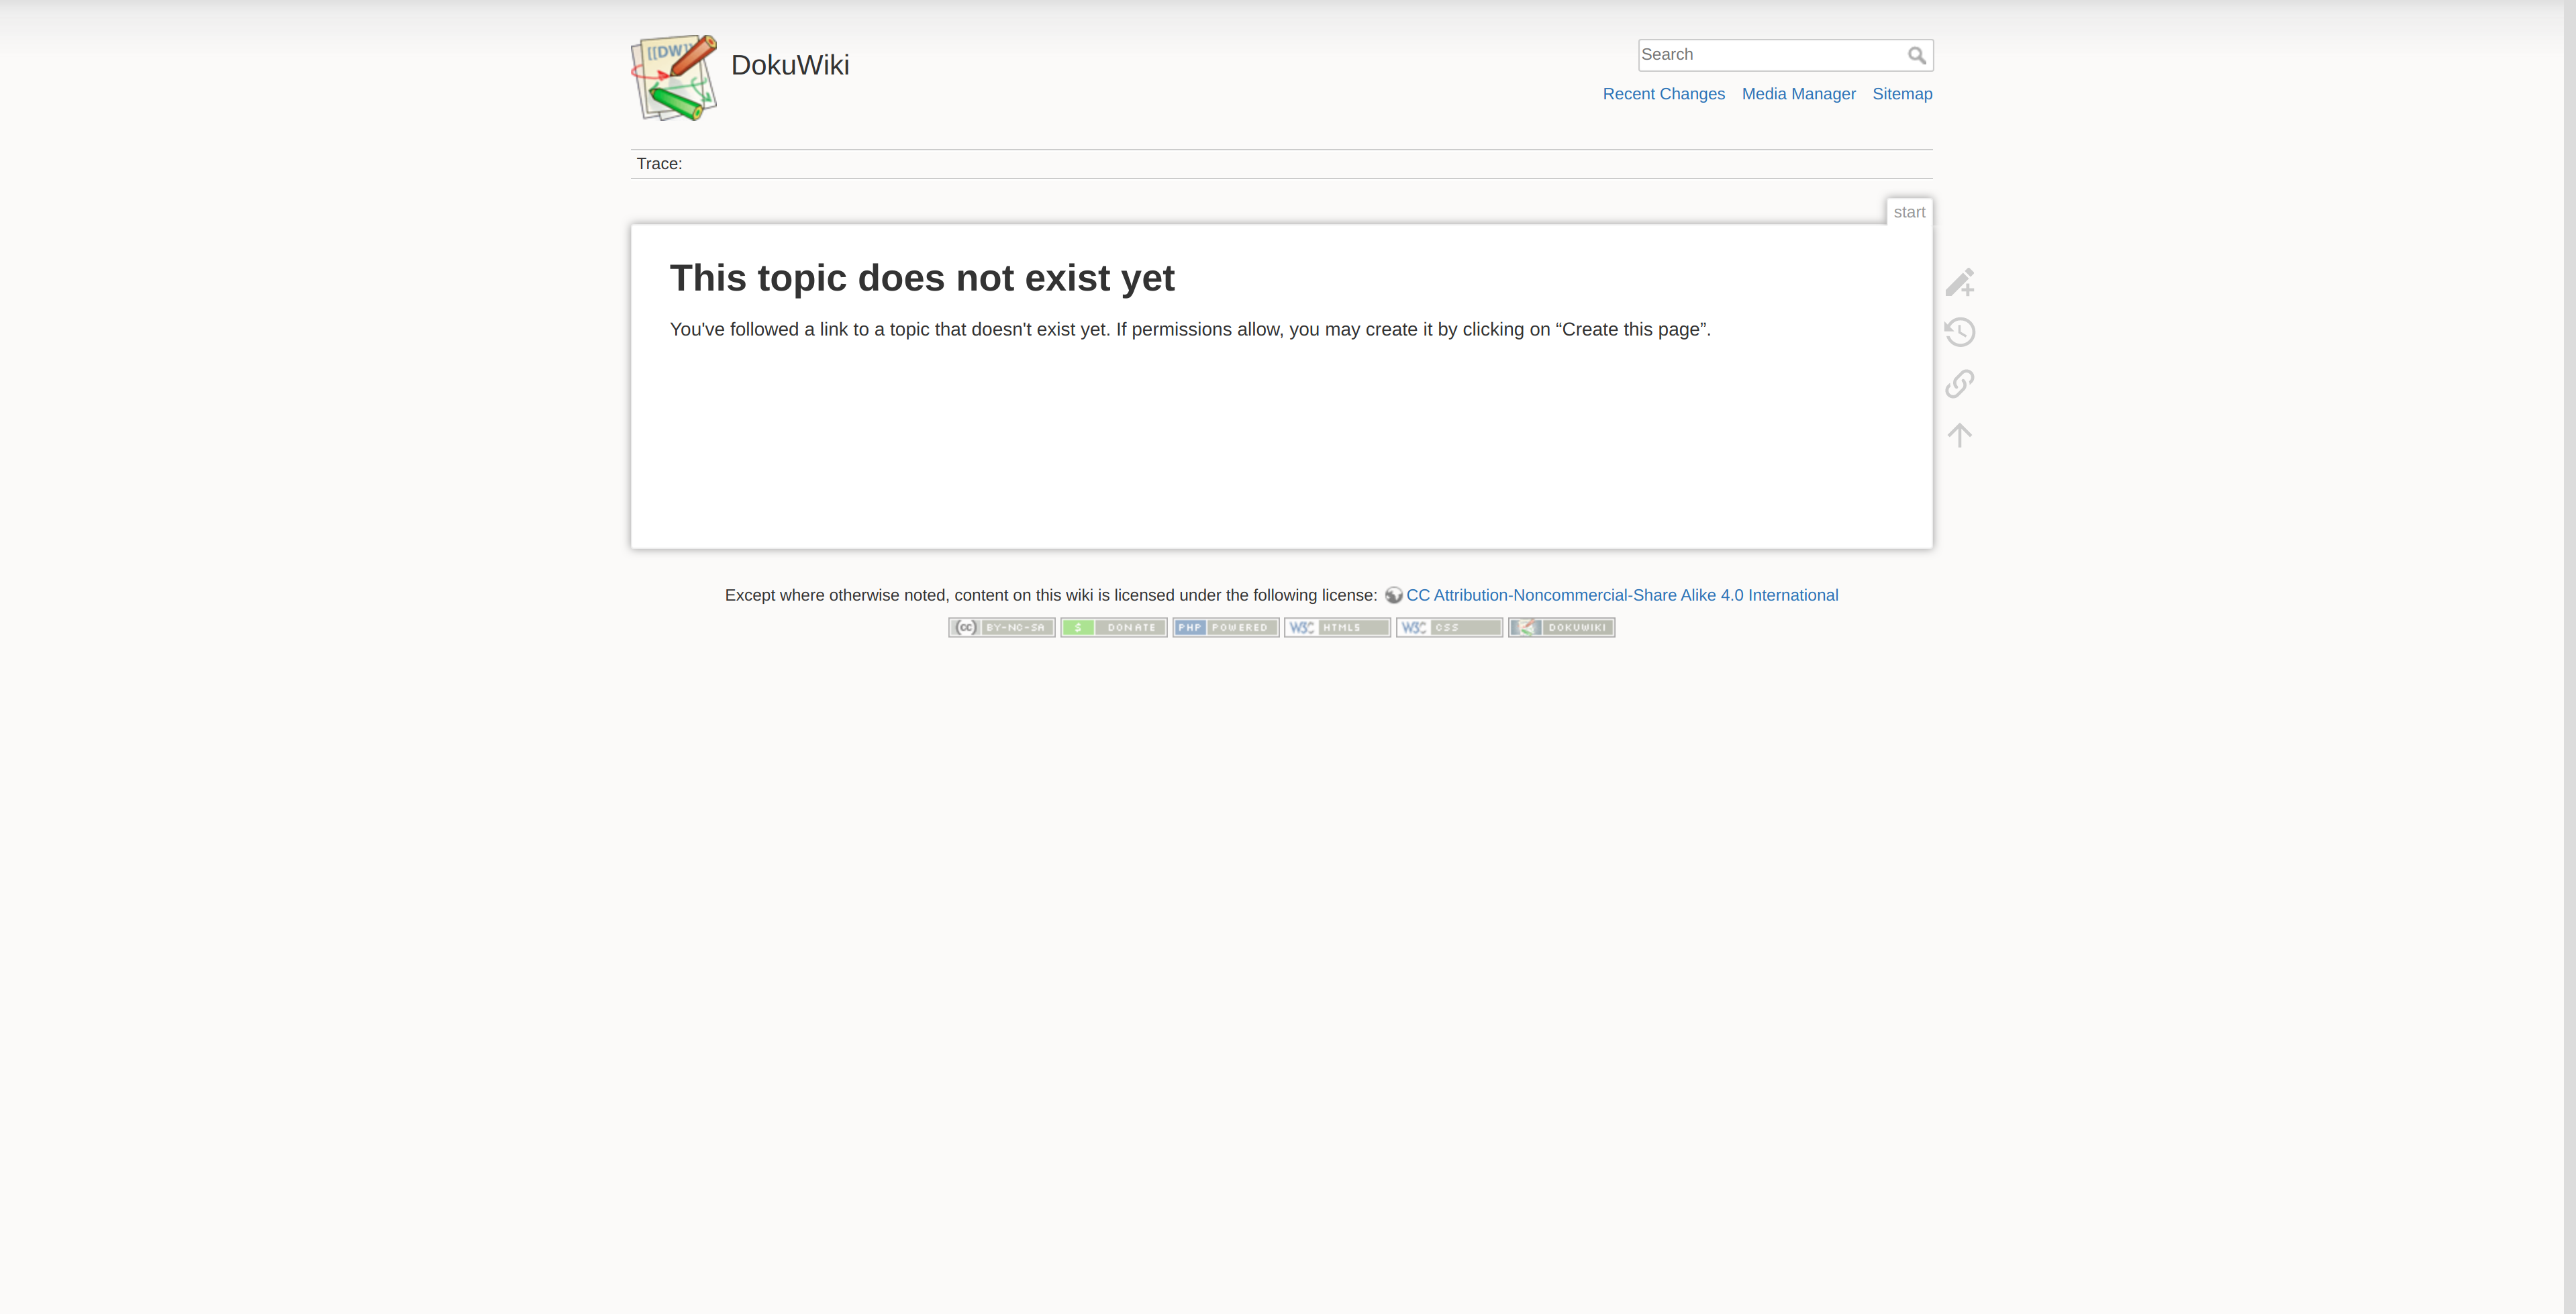 [[DW]]
DokuWiki
Search
Recent Changes Media Manager Sitemap
Trace:
start
This topic does not exist yet
You've followed a link to a topic that doesn't exist yet. If permissions allow, you may create it by clicking on “Create this page”.
Except where otherwise noted, content on this wiki is licensed under the following license: CC Attribution-Noncommercial-Share Alike 4.0 International
(cc) BY-NC-SA $ DONATE PHP POWERED W3C HTML5 W3C CSS DOKUWIKI